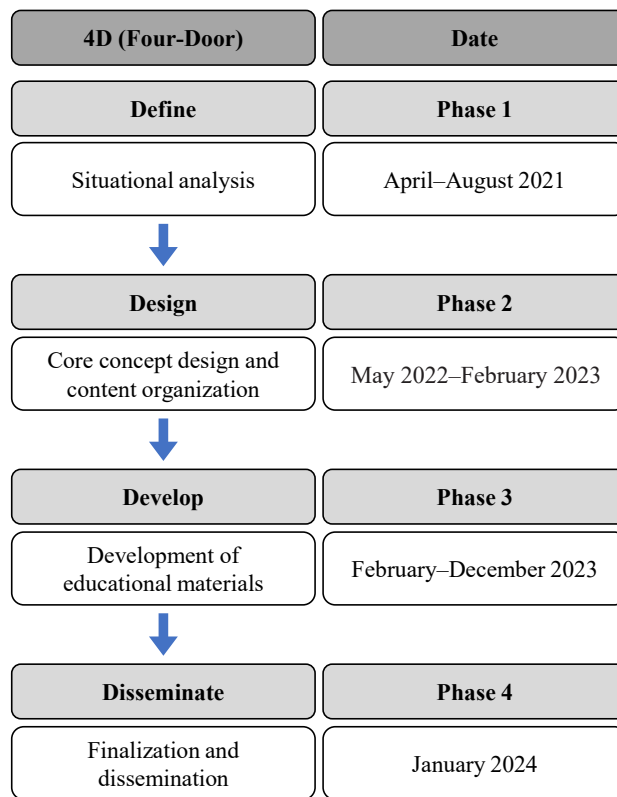 4D (Four-Door)
Date
Define
Phase 1
Situational analysis
April–August 2021
Design
Phase 2
Core concept design and
content organization
May 2022–February 2023
Develop
Phase 3
Development of
educational materials
February–December 2023
Disseminate
Phase 4
Finalization and
dissemination
January 2024